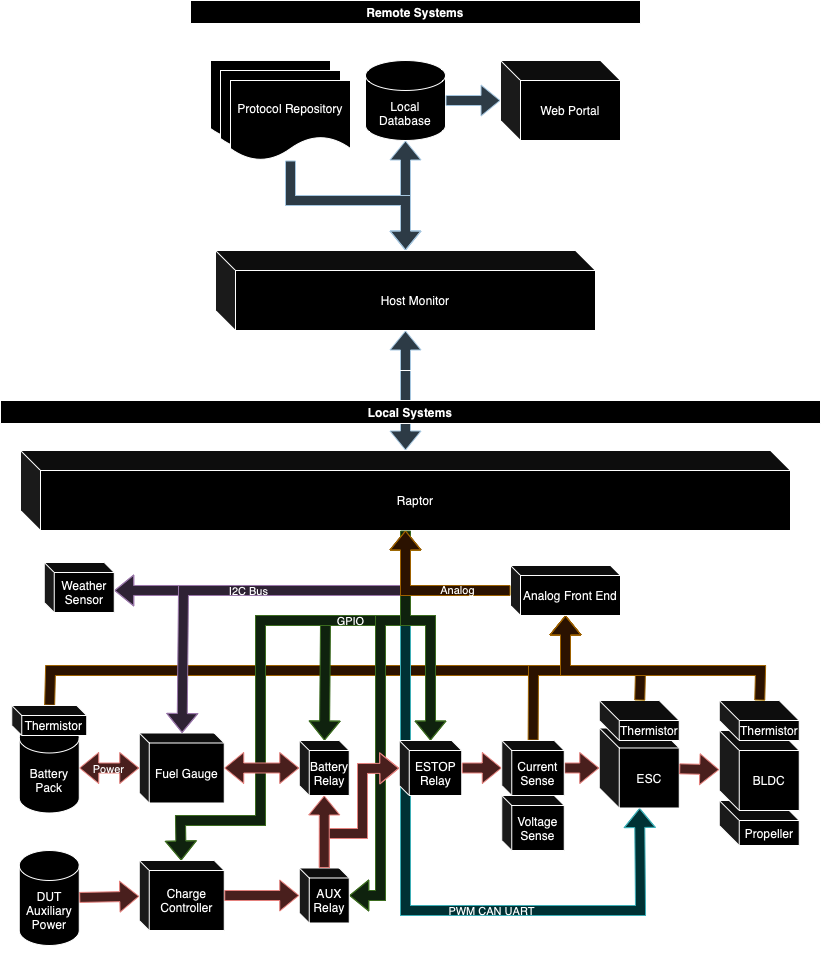 Remote Systems
Protocol Repository
Local
Database
Web Portal
Host Monitor
Local Systems
Raptor
Weather
Sensor
I2C Bus
Analog
Analog Front End
GPIO
Thermistor
Thermistor
Thermistor
Battery
Pack
Power
Fuel Gauge
Battery
Relay
ESTOP
Relay
Current
Sense
ESC
BLDC
Voltage
Sense
Propeller
DUT
Auxiliary
Power
Charge
Controller
AUX
Relay
PWM CAN UART